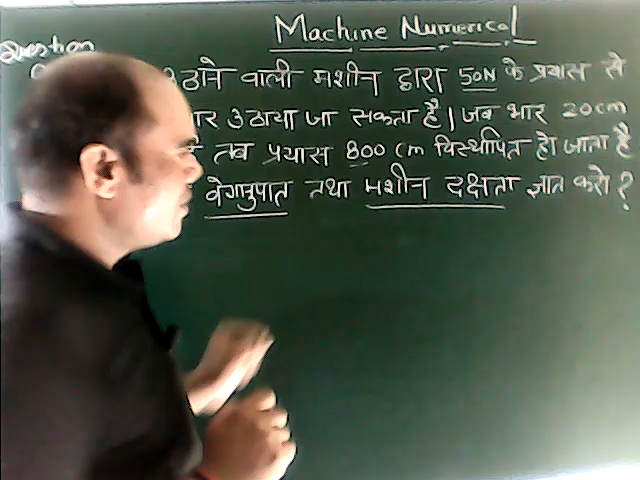 Machine Numerical
Question
उठाने वाली मशीन द्वारा 50N के प्रयास से
उठाया जा सकता है। जब भार 20cm
तब प्रयास 800 cm विस्थापित हो जाता है
वेगानुपात तथा मशीन दक्षता ज्ञात करो ?